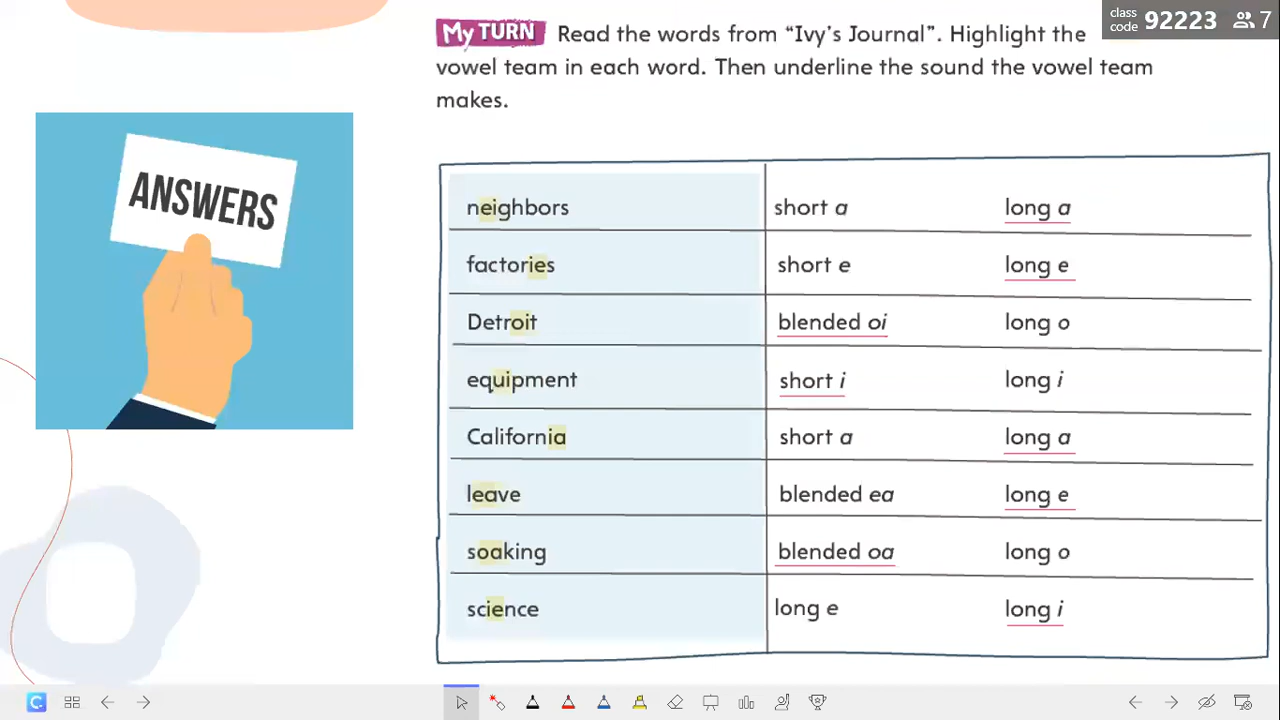 class code 92223 7
My TURN Read the words from “Ivy’s Journal”. Highlight the
vowel team in each word. Then underline the sound the vowel team
makes.
ANSWERS
neighbors short a long a
factories short e long e
Detroit blended oi long o
equipment short i long i
California short a long a
leave blended ea long e
soaking blended oa long o
science long e long i